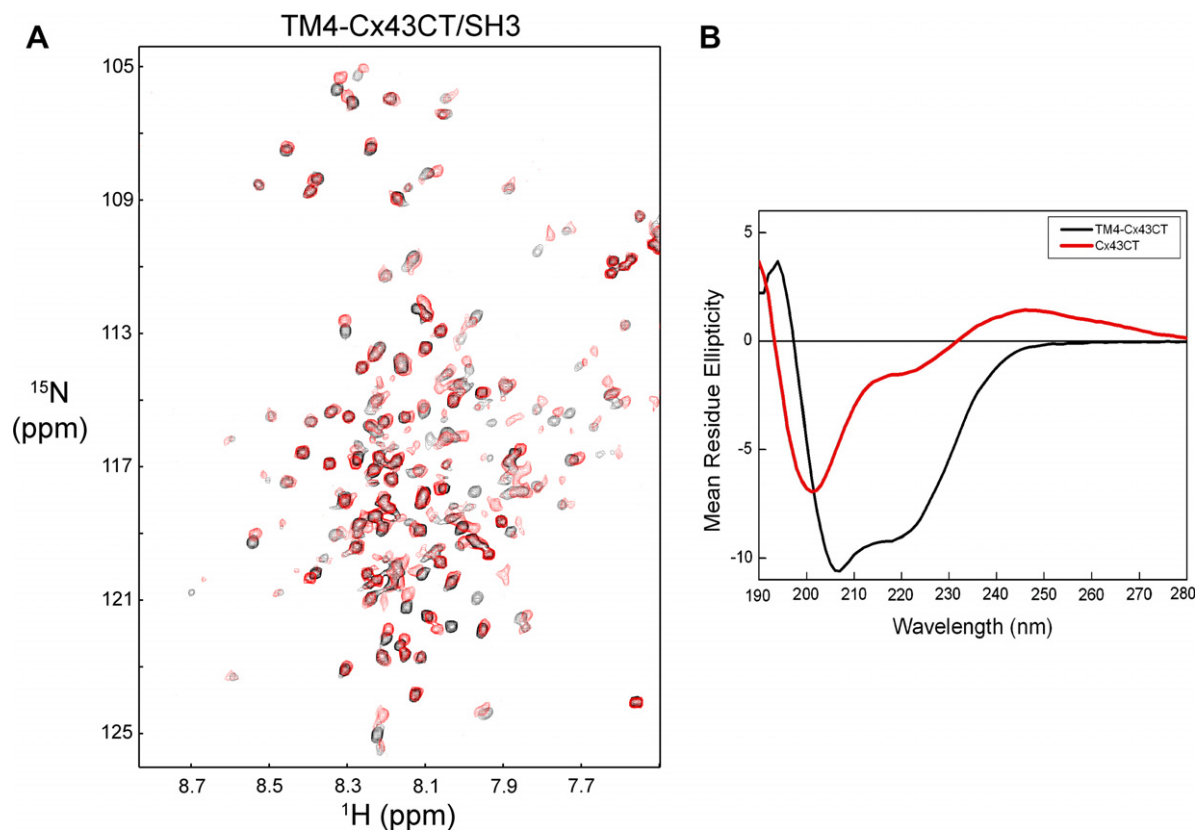 A
TM4-Cx43CT/SH3
105
109
113
117
121
125
15N
(ppm)
8.7 8.5 8.3 8.1 7.9 7.7
1H (ppm)
B
TM4-Cx43CT
Cx43CT
5
0
-5
-10
Mean Residue Ellipticity
190 200 210 220 230 240 250 260 270 280
Wavelength (nm)